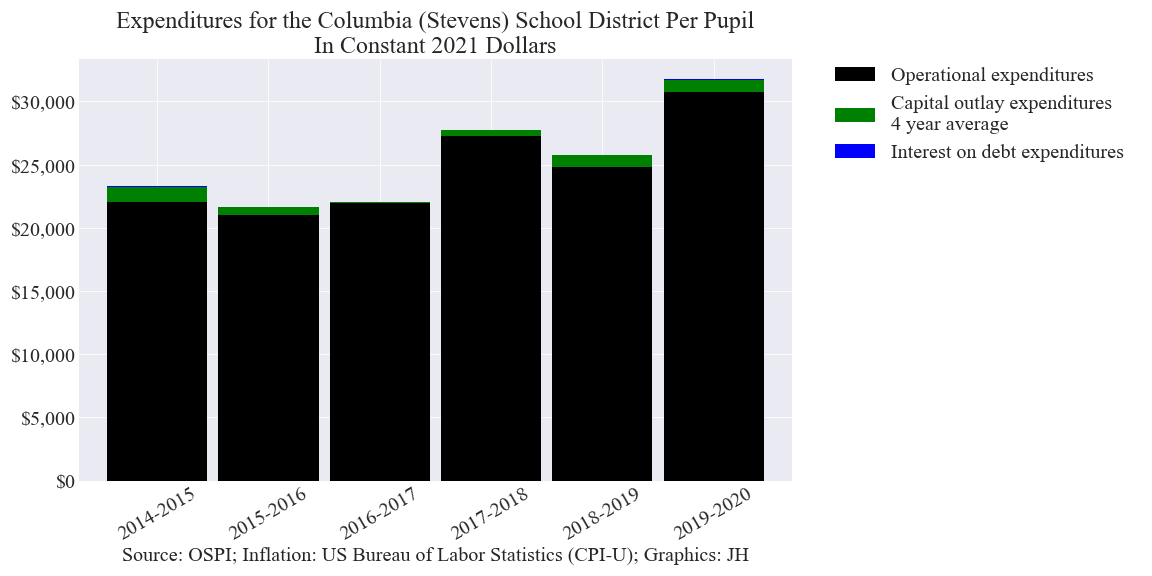 Expenditures for the Columbia (Stevens) School District Per Pupil
In Constant 2021 Dollars
Operational expenditures
Capital outlay expenditures
4 year average
Interest on debt expenditures
$30,000
$25,000
$20,000
$15,000
$10,000
$5,000
$0
2014-2015
2015-2016
2016-2017
2017-2018
2018-2019
2019-2020
Source: OSPI; Inflation: US Bureau of Labor Statistics (CPI-U); Graphics: JH